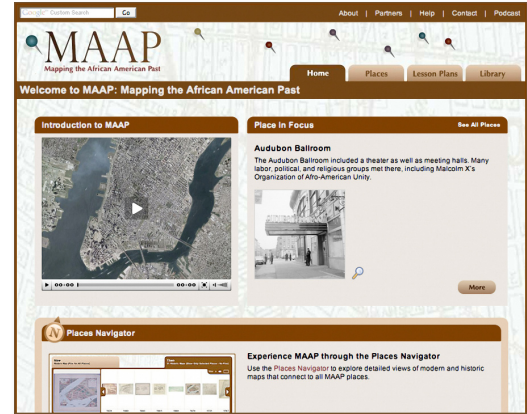 Google™ Custom Search Go About | Partners | Help | Contact | Podcast
MAAP
Mapping the African American Past
Home Places Lesson Plans Library
Welcome to MAAP: Mapping the African American Past
Introduction to MAAP
00:00 00:00
Place in Focus See All Places
Audubon Ballroom
The Audubon Ballroom included a theater as well as meeting halls. Many
labor, political, and religious groups met there, including Malcolm X's
Organization of Afro-American Unity.
More
N Places Navigator
Experience MAAP through the Places Navigator
Use the Places Navigator to explore detailed views of modern and historic
maps that connect to all MAAP places.